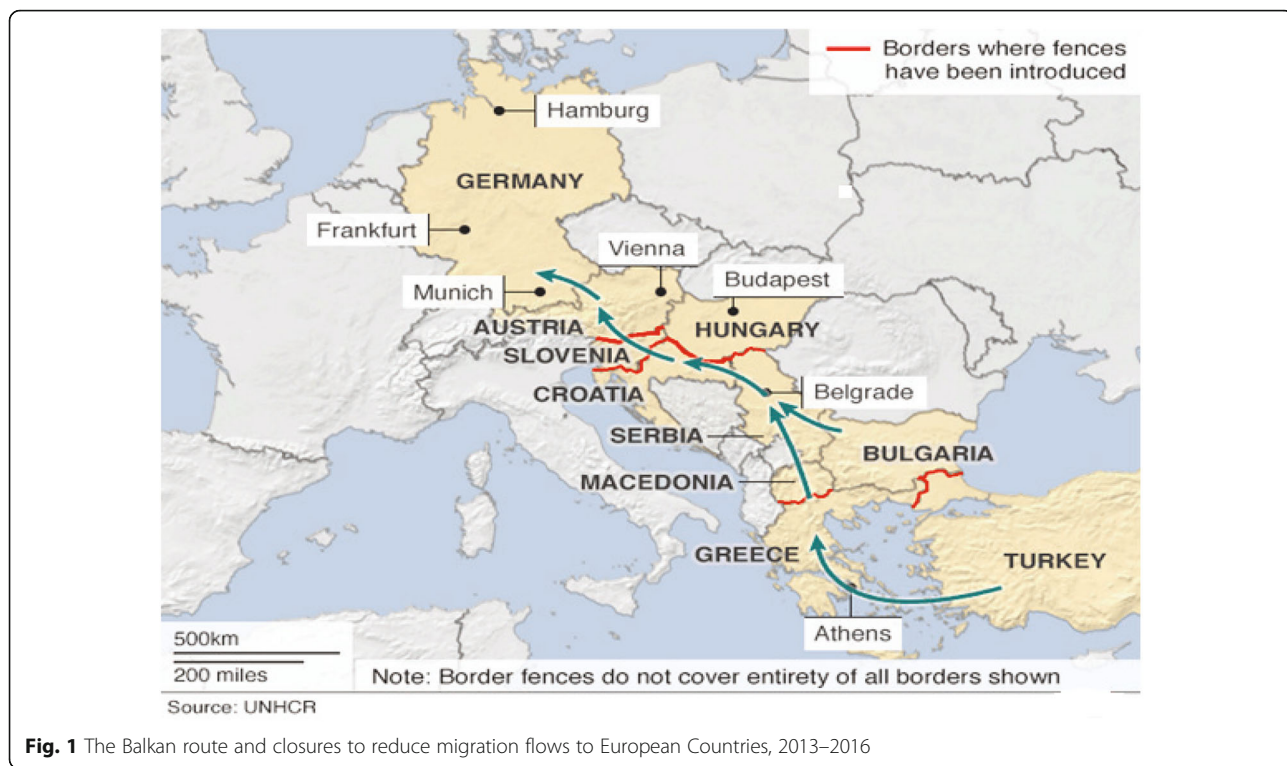 Borders where fences
have been introduced
Hamburg
GERMANY
Frankfurt
Vienna
Budapest
Munich
AUSTRIA
HUNGARY
SLOVENIA
Belgrade
CROATIA
SERBIA
BULGARIA
MACEDONIA
GREECE
TURKEY
Athens
500km
200 miles
Note: Border fences do not cover entirety of all borders shown
Source: UNHCR
Fig. 1 The Balkan route and closures to reduce migration flows to European Countries, 2013–2016